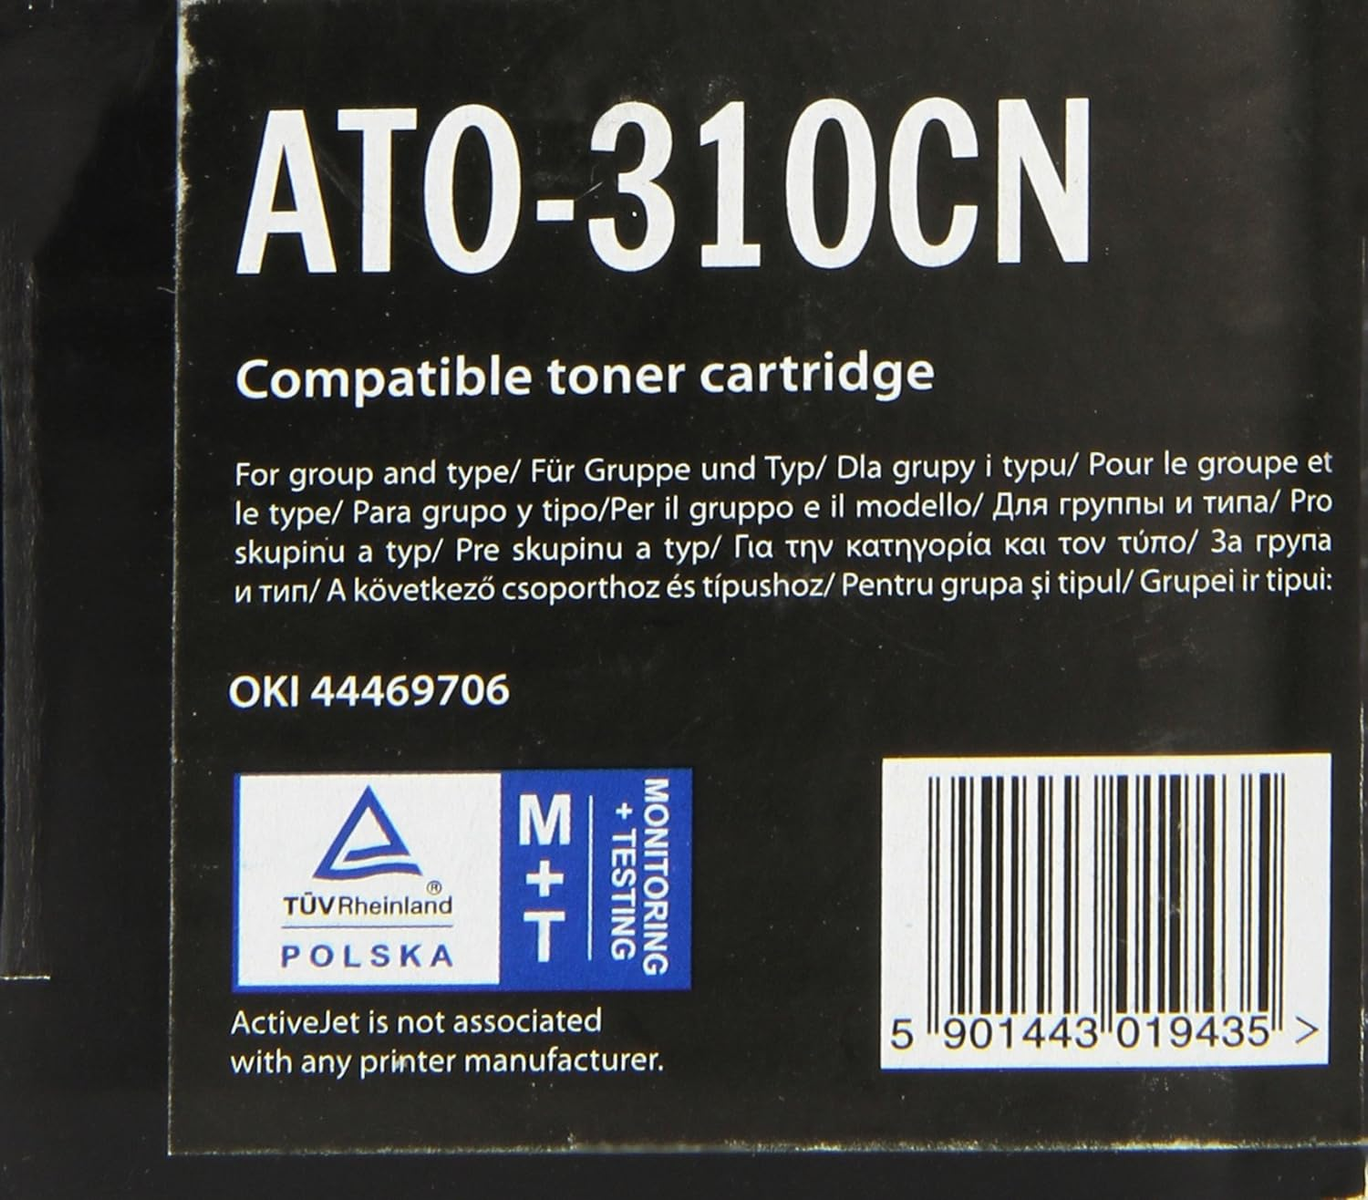 ATO-310CN
Compatible toner cartridge
For group and type/ Für Gruppe und Typ/ Dla grupy i typu/ Pour le groupe et
le type/ Para grupo y tipo/Per il gruppo e il modello/ Для группы и типа/ Pro
skupinu a typ/ Pre skupinu a typ/ Για την κατηγορία και τον τύπο/ За група
и тип/ A következő csoporthoz és típushoz/ Pentru grupa şi tipul/ Grupei ir tipui:
OKI 44469706
TÜVRheinland®
POLSKA
M+T
MONITORING
+ TESTING
ActiveJet is not associated
with any printer manufacturer.
5 901443 019435 >